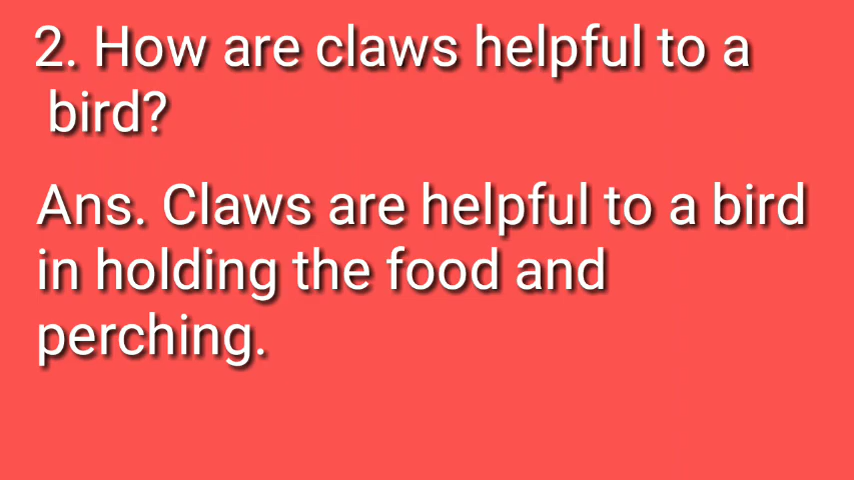 2. How are claws helpful to a
bird?
Ans. Claws are helpful to a bird
in holding the food and
perching.